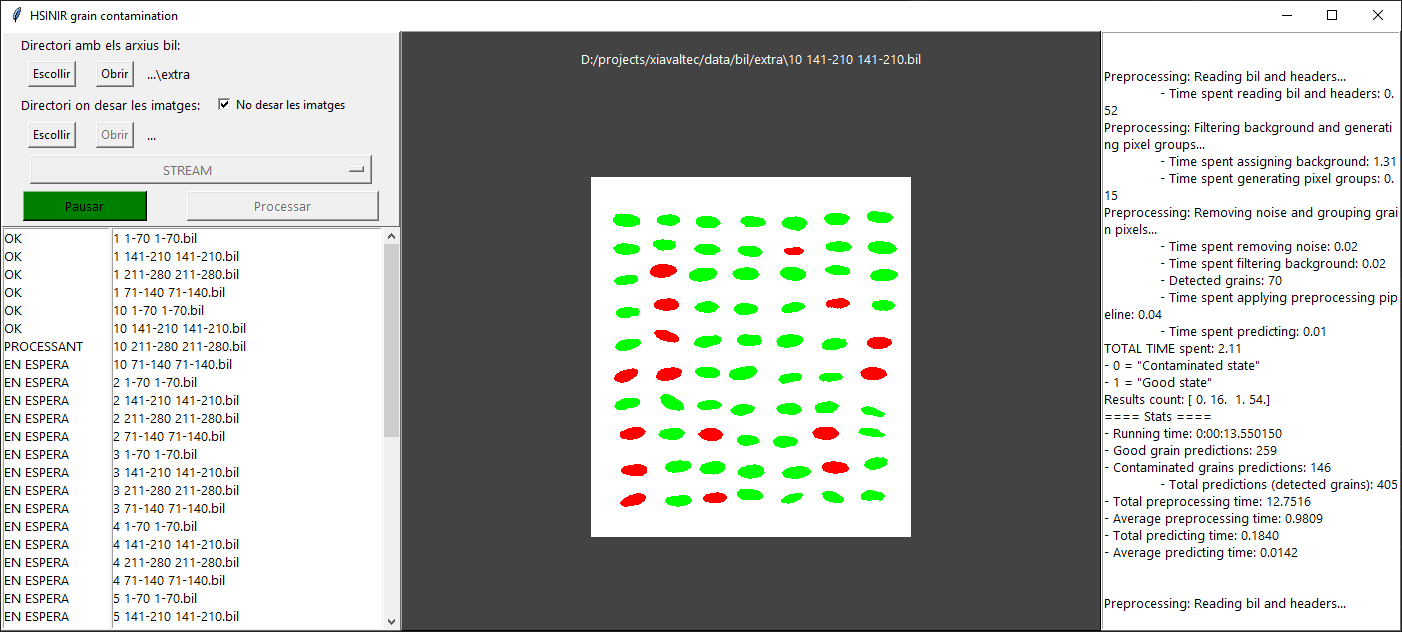 HSINIR grain contamination
Directori amb els arxius bil:
Escollir Obrir ...\extra
Directori on desar les imatges: No desar les imatges
Escollir Obrir ...
STREAM
Pausar Processar
OK 1 1-70 1-70.bil
OK 1 141-210 141-210.bil
OK 1 211-280 211-280.bil
OK 1 71-140 71-140.bil
OK 10 1-70 1-70.bil
OK 10 141-210 141-210.bil
PROCESSANT 10 211-280 211-280.bil
EN ESPERA 10 71-140 71-140.bil
EN ESPERA 2 1-70 1-70.bil
EN ESPERA 2 141-210 141-210.bil
EN ESPERA 2 211-280 211-280.bil
EN ESPERA 2 71-140 71-140.bil
EN ESPERA 3 1-70 1-70.bil
EN ESPERA 3 141-210 141-210.bil
EN ESPERA 3 211-280 211-280.bil
EN ESPERA 3 71-140 71-140.bil
EN ESPERA 4 1-70 1-70.bil
EN ESPERA 4 141-210 141-210.bil
EN ESPERA 4 211-280 211-280.bil
EN ESPERA 4 71-140 71-140.bil
EN ESPERA 5 1-70 1-70.bil
EN ESPERA 5 141-210 141-210.bil
D:/projects/xiavaltec/data/bil/extra\10 141-210 141-210.bil
Preprocessing: Reading bil and headers...
- Time spent reading bil and headers: 0.
52
Preprocessing: Filtering background and generati
ng pixel groups...
- Time spent assigning background: 1.31
- Time spent generating pixel groups: 0.
15
Preprocessing: Removing noise and grouping grai
n pixels...
- Time spent removing noise: 0.02
- Time spent filtering background: 0.02
- Detected grains: 70
- Time spent applying preprocessing pip
eline: 0.04
- Time spent predicting: 0.01
TOTAL TIME spent: 2.11
- 0 = "Contaminated state"
- 1 = "Good state"
Results count: [ 0. 16.  1. 54.]
==== Stats ====
- Running time: 0:00:13.550150
- Good grain predictions: 259
- Contaminated grains predictions: 146
- Total predictions (detected grains): 405
- Total preprocessing time: 12.7516
- Average preprocessing time: 0.9809
- Total predicting time: 0.1840
- Average predicting time: 0.0142
Preprocessing: Reading bil and headers...